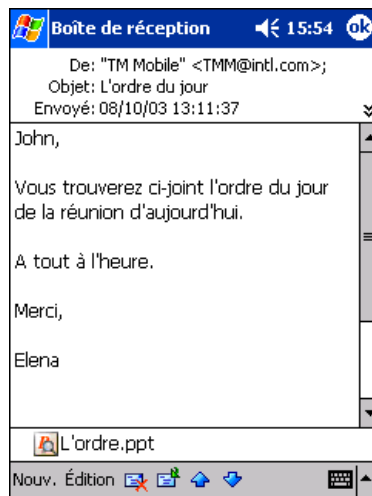 Boîte de réception 15:54 ok
De: "TM Mobile" <TMM@intl.com>;
Objet: L'ordre du jour
Envoyé: 08/10/03 13:11:37
John,
Vous trouverez ci-joint l'ordre du jour
de la réunion d'aujourd'hui.
A tout à l'heure.
Merci,
Elena
L'ordre.ppt
Nouv. Édition